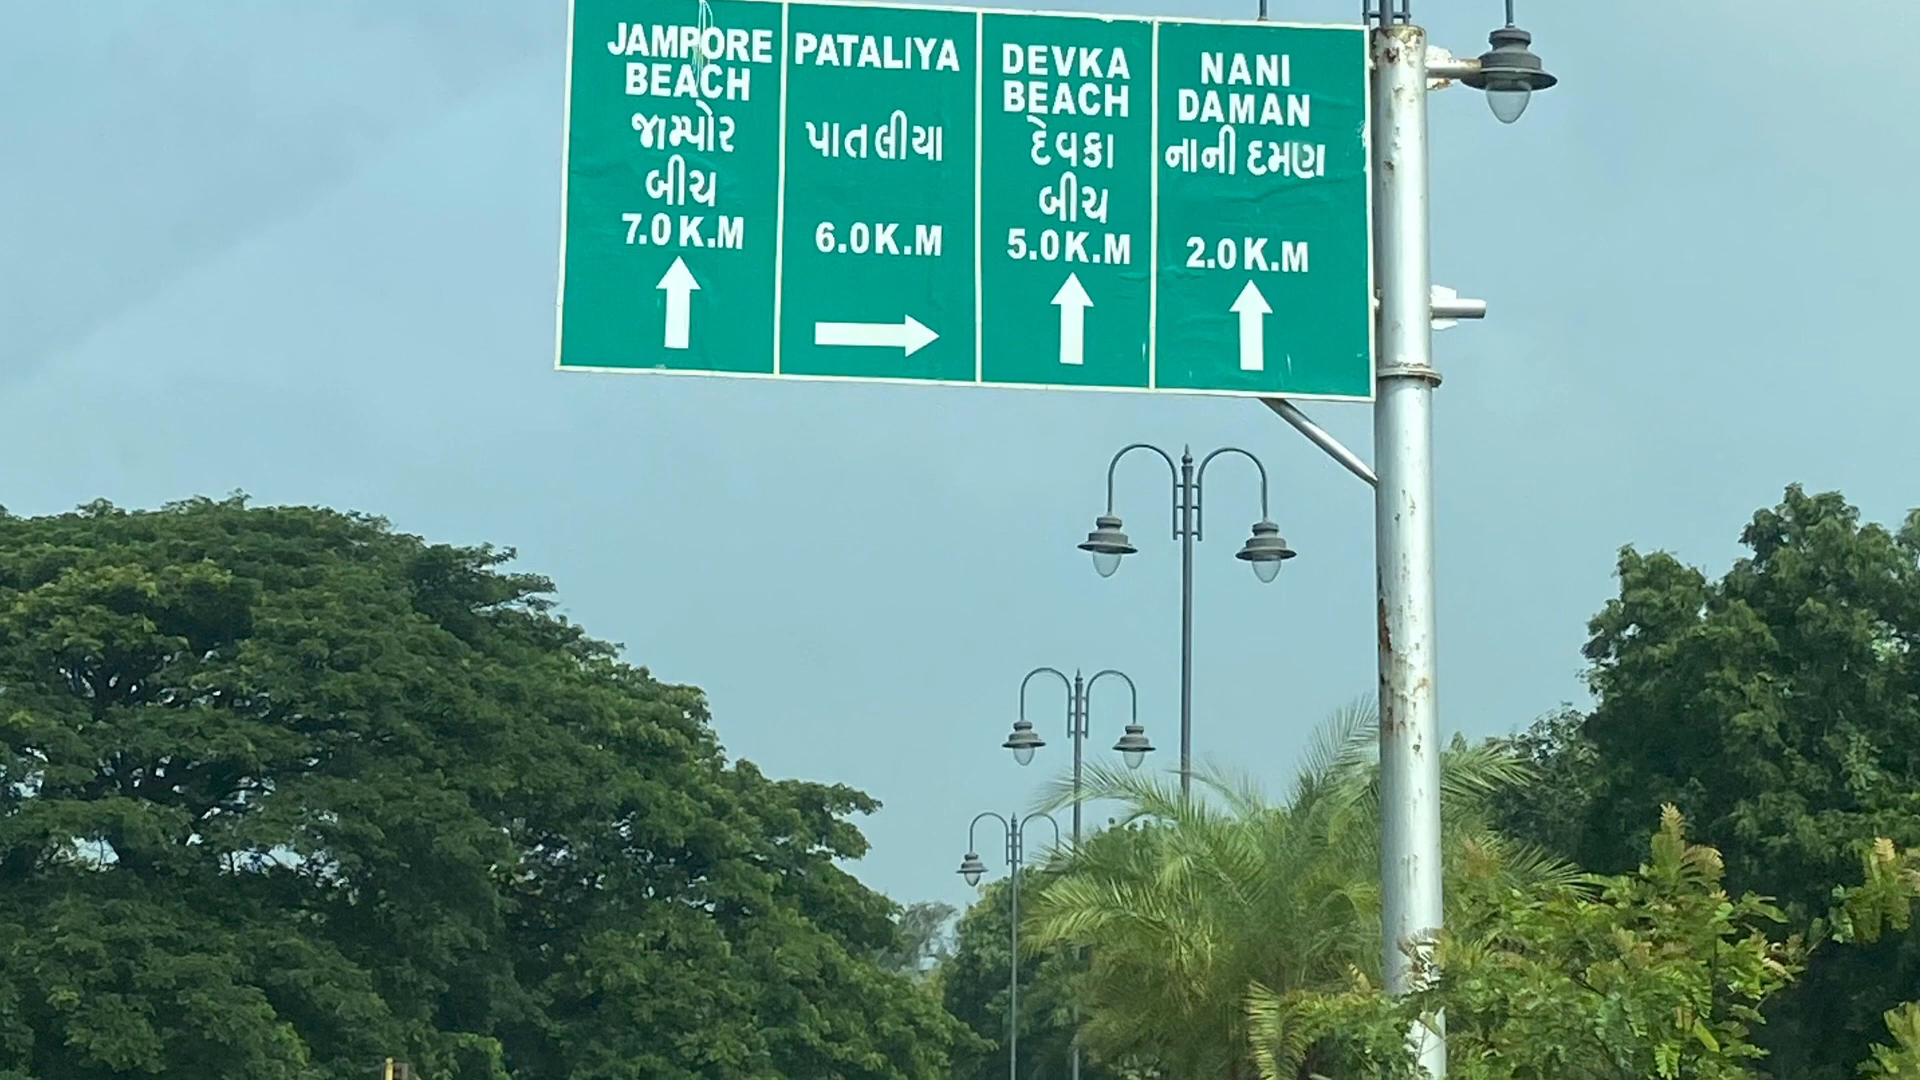 JAMPORE
BEACH
જામ્પોર
બીચ
7.0 K.M
PATALIYA
પાતલીયા
6.0 K.M
DEVKA
BEACH
દેવકા
બીચ
5.0 K.M
NANI
DAMAN
નાની દમણ
2.0 K.M